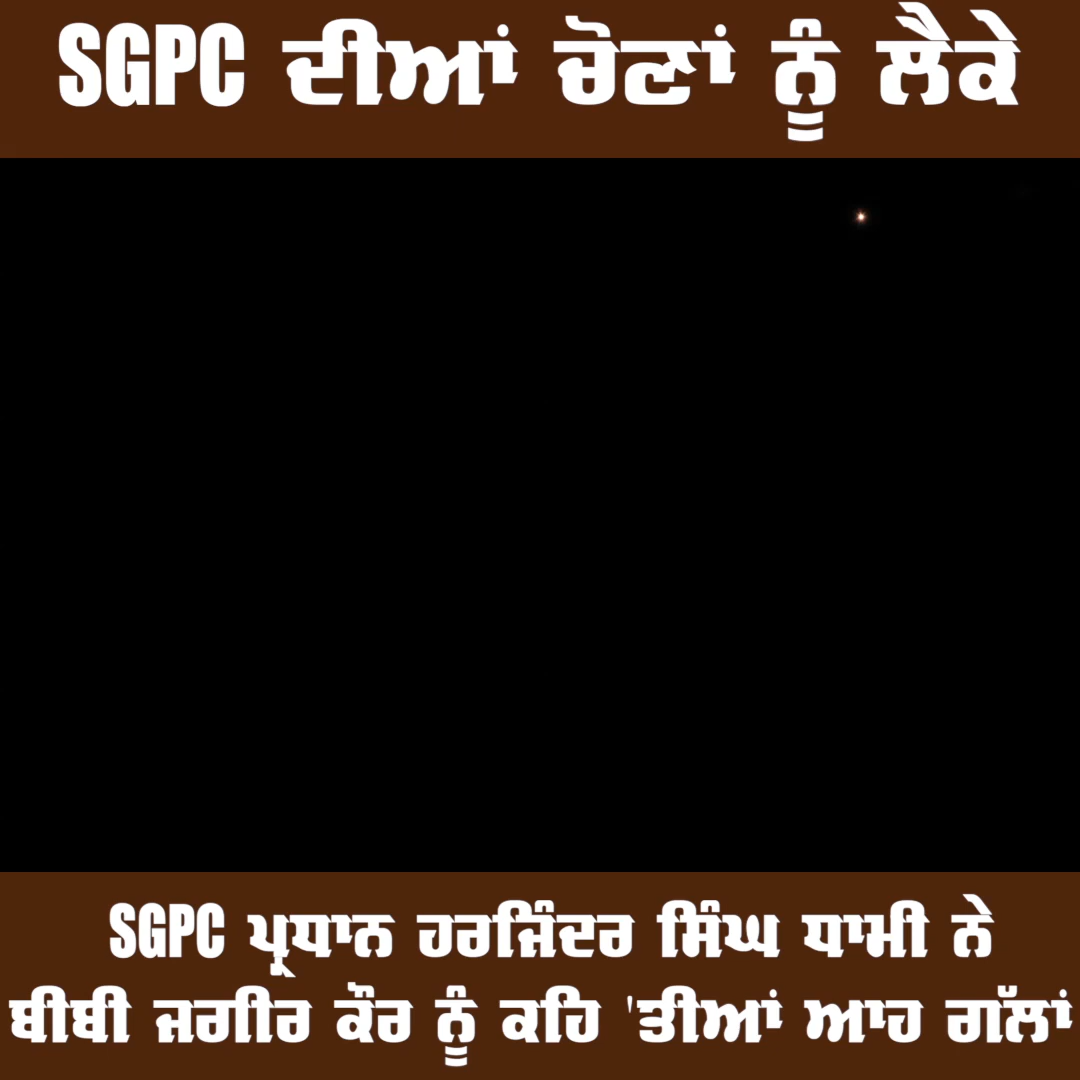 SGPC ਦੀਆਂ ਚੋਣਾਂ ਨੂੰ ਲੈਕੇ
SGPC ਪ੍ਰਧਾਨ ਹਰਜਿੰਦਰ ਸਿੰਘ ਧਾਮੀ ਨੇ
ਬੀਬੀ ਜਗੀਰ ਕੌਰ ਨੂੰ ਕਹਿ 'ਤੀਆਂ ਆਹ ਗੱਲਾਂ